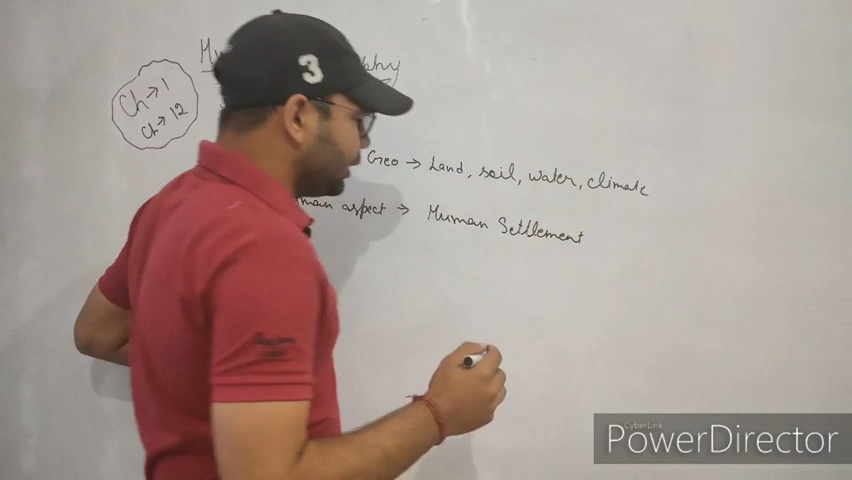 Ch → 1
Ch → 12
3
Geo → Land, soil, water, climate
aspect → Human Settlement
CyberLink
PowerDirector